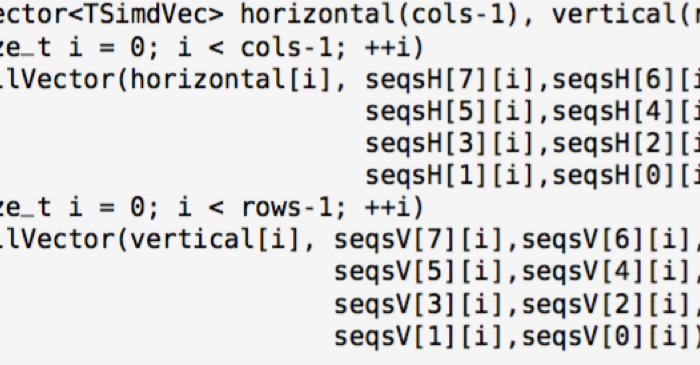 ector<TSimdVec> horizontal(cols-1), vertical(r
ze_t i = 0; i < cols-1; ++i)
llVector(horizontal[i], seqsH[7][i],seqsH[6][i
seqsH[5][i],seqsH[4][i
seqsH[3][i],seqsH[2][i
seqsH[1][i],seqsH[0][i
ze_t i = 0; i < rows-1; ++i)
llVector(vertical[i], seqsV[7][i],seqsV[6][i],
seqsV[5][i],seqsV[4][i],
seqsV[3][i],seqsV[2][i],
seqsV[1][i],seqsV[0][i])